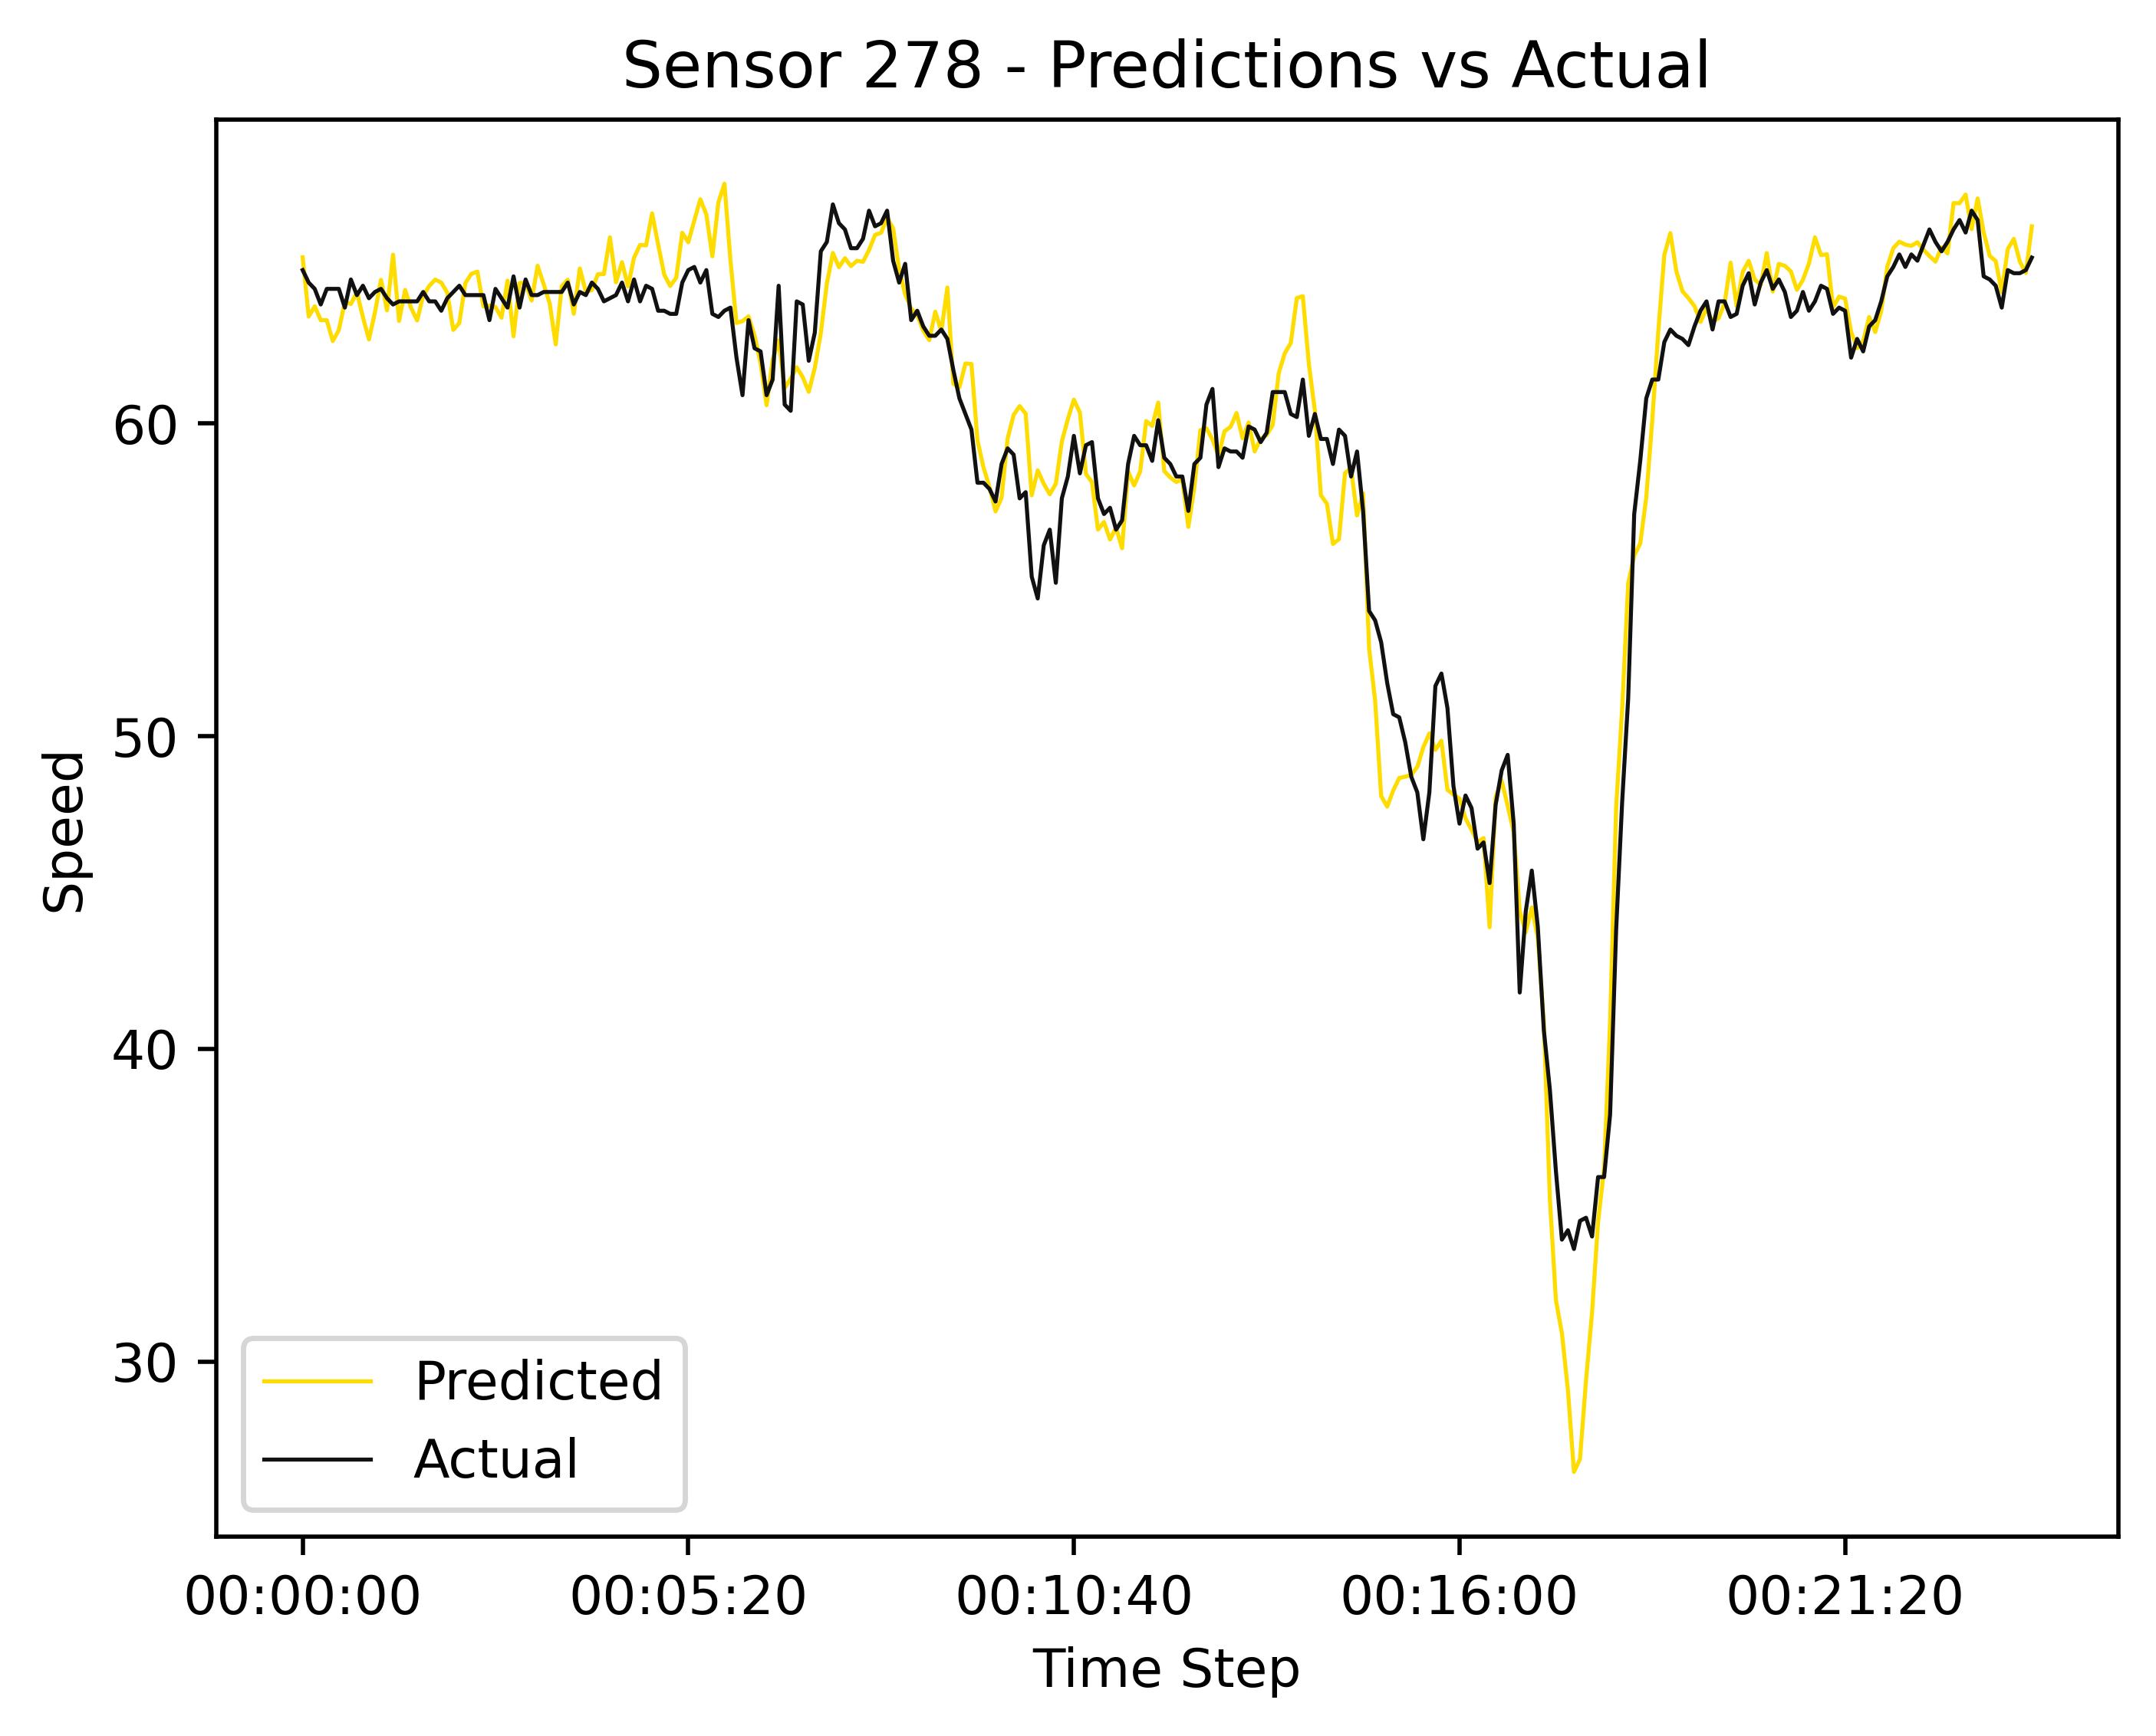 Sensor 278 - Predictions vs Actual
Speed
60
50
40
30
Predicted
Actual
00:00:00 00:05:20 00:10:40 00:16:00 00:21:20
Time Step